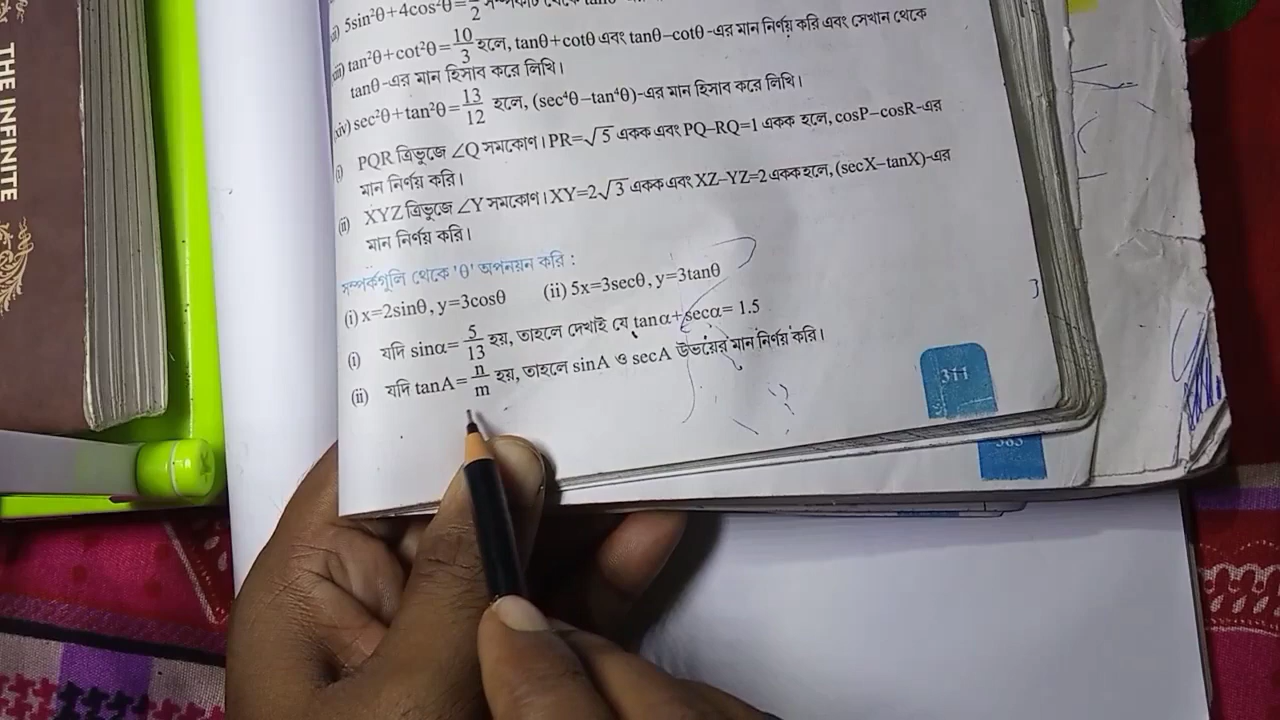 THE INFINITE
5sin²θ+4cos²θ=
(xiii) tan²θ+cot²θ=10/3 হলে, tanθ+cotθ এবং tanθ–cotθ-এর মান নির্ণয় করি এবং সেখান থেকে
tanθ-এর মান হিসাব করে লিখি।
(xiv) sec²θ+tan²θ=13/12 হলে, (sec⁴θ–tan⁴θ)-এর মান হিসাব করে লিখি।
(i) PQR ত্রিভুজে ∠Q সমকোণ। PR=√5 একক এবং PQ–RQ=1 একক হলে, cosP–cosR-এর
মান নির্ণয় করি।
(ii) XYZ ত্রিভুজে ∠Y সমকোণ। XY=2√3 একক এবং XZ–YZ=2 একক হলে, (secX–tanX)-এর
মান নির্ণয় করি।
সম্পর্কগুলি থেকে 'θ' অপনয়ন করি :
(i) x=2sinθ, y=3cosθ (ii) 5x=3secθ, y=3tanθ
(i) যদি sinα=5/13 হয়, তাহলে দেখাই যে tanα+secα= 1.5
(ii) যদি tanA=n/m হয়, তাহলে sinA ও secA উভয়ের মান নির্ণয় করি।
311